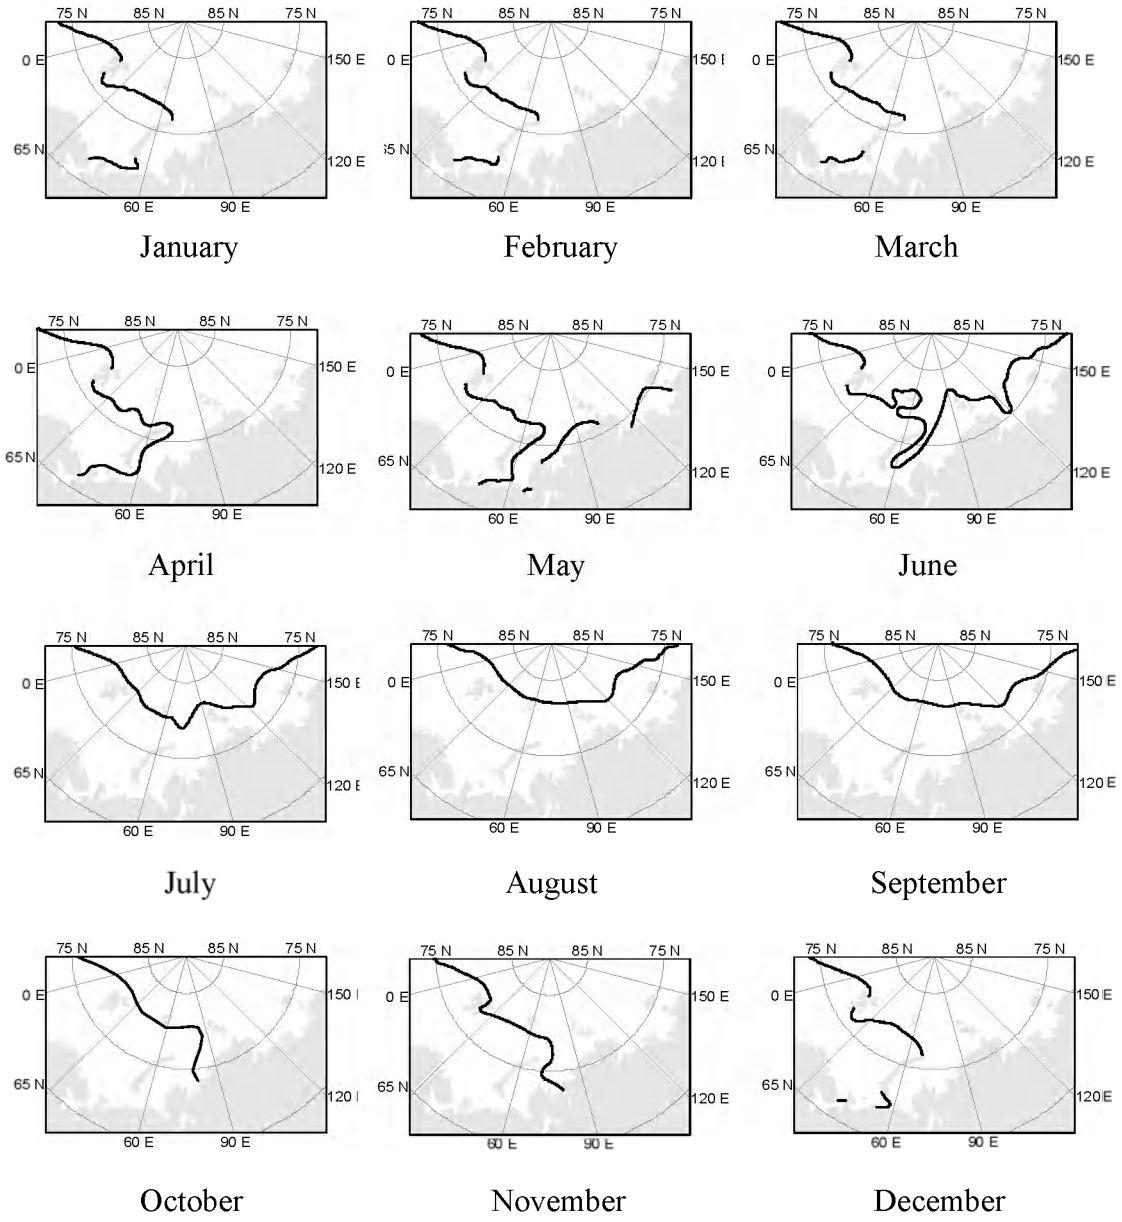 75 N 85 N 85 N 75 N 75 N 85 N 85 N 75 N 75 N 85 N 85 N 75 N
0 E 150 E 0 E 150 E 0 E 150 E
65 N 120 E 5 N 120 E 65 N 120 E
60 E 90 E 60 E 90 E 60 E 90 E
January February March
75 N 85 N 85 N 75 N 75 N 85 N 85 N 75 N 75 N 85 N 85 N 75 N
0 E 150 E 0 E 150 E 0 E 150 E
65 N 120 E 65 N 120 E 65 N 120 E
60 E 90 E 60 E 90 E 60 E 90 E
April May June
75 N 85 N 85 N 75 N 75 N 85 N 85 N 75 N 75 N 85 N 85 N 75 N
0 E 150 E 0 E 150 E 0 E 150 E
65 N 120 E 65 N 120 E 65 N 120 E
60 E 90 E 60 E 90 E 60 E 90 E
July August September
75 N 85 N 85 N 75 N 75 N 85 N 85 N 75 N 75 N 85 N 85 N 75 N
0 E 150 0 E 150 E 0 E 150 E
65 N 120 65 N 120 E 65 N 120 E
60 E 90 E 60 E 90 E 60 E 90 E
October November December